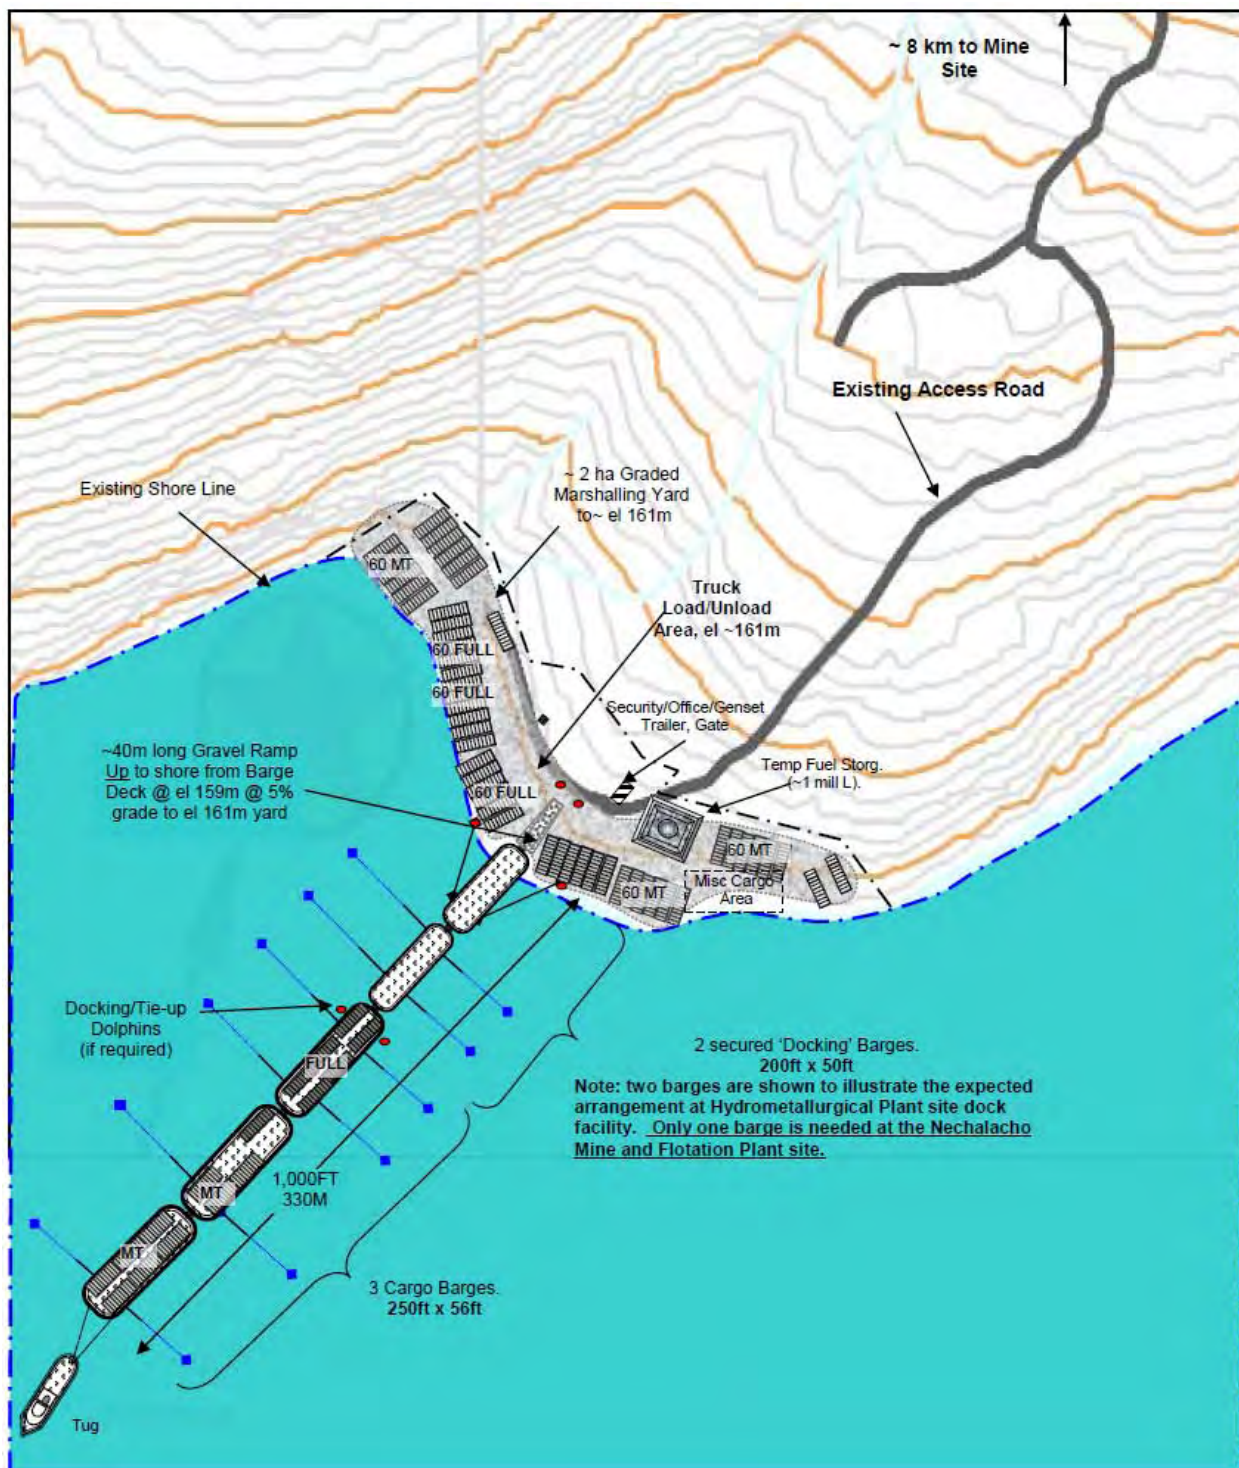 ~ 8 km to Mine
Site
Existing Access Road
Existing Shore Line
~ 2 ha Graded
Marshalling Yard
to~ el 161m
60 MT
Truck
Load/Unload
Area, el ~161m
60 FULL
60 FULL
Security/Office/Genset
Trailer, Gate
~40m long Gravel Ramp
Up to shore from Barge
Deck @ el 159m @ 5%
grade to el 161m yard
Temp Fuel Storg.
(~1 mill L).
60 FULL
60 MT
60 MT
Misc Cargo
Area
Docking/Tie-up
Dolphins
(if required)
FULL
2 secured 'Docking' Barges.
200ft x 50ft
Note: two barges are shown to illustrate the expected
arrangement at Hydrometallurgical Plant site dock
facility. Only one barge is needed at the Nechalacho
Mine and Flotation Plant site.
1,000FT
330M
MT
MT
3 Cargo Barges.
250ft x 56ft
Tug